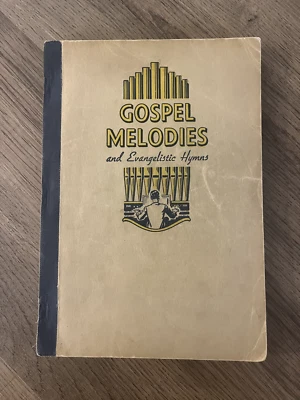 GOSPEL
MELODIES
and Evangelistic Hymns